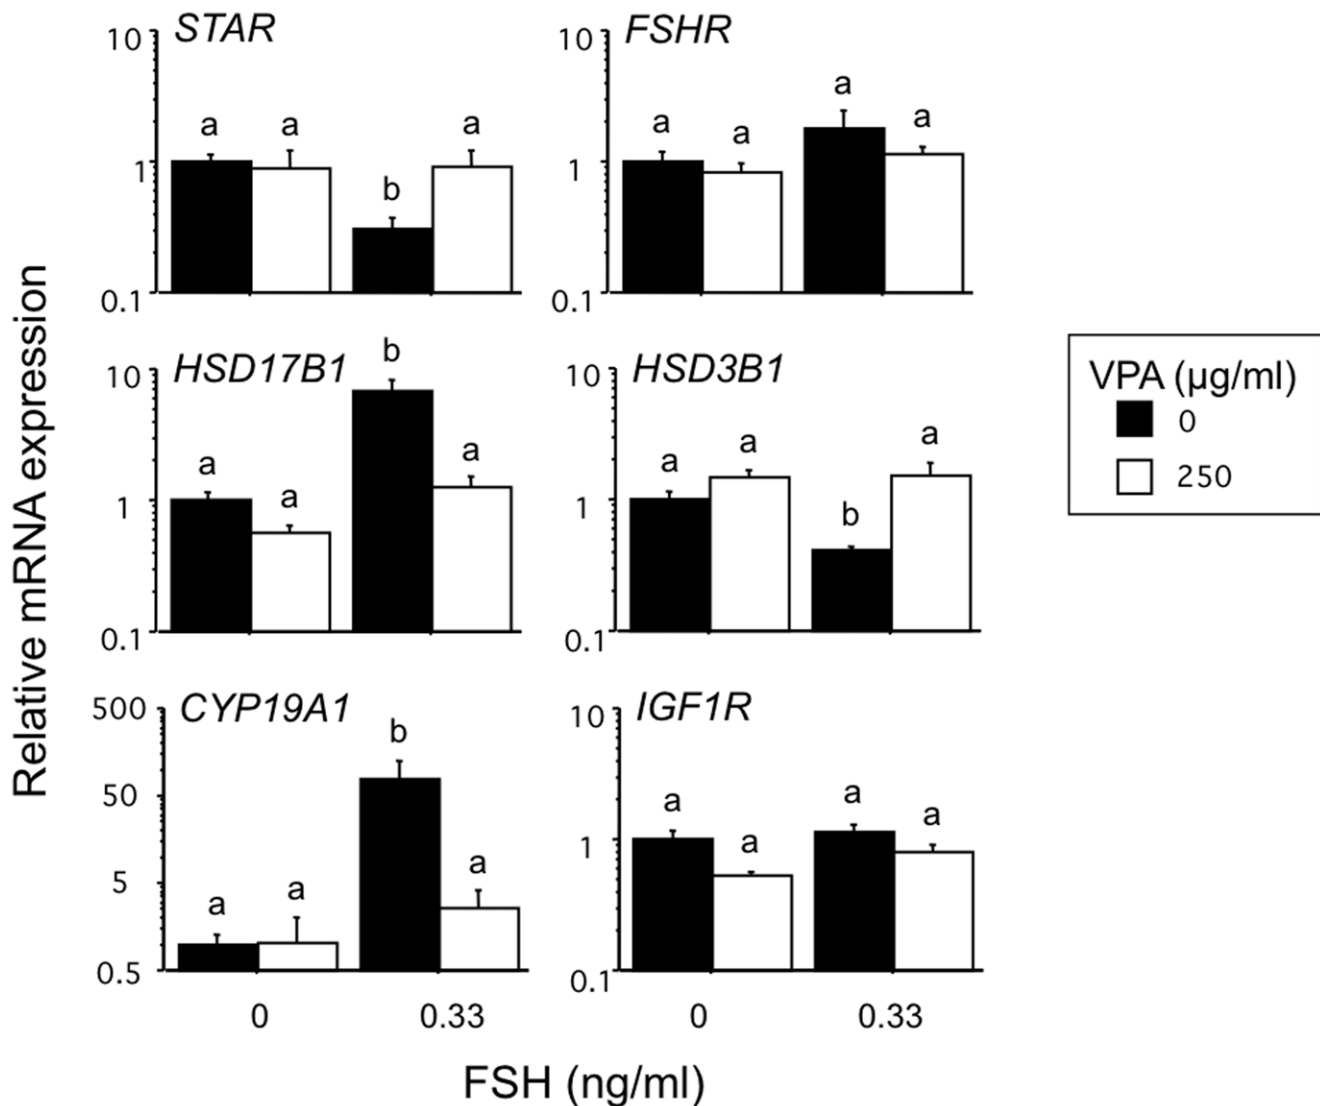 Relative mRNA expression
STAR
10
a
a
a
1
b
0.1
FSHR
10
a
a
a
a
1
0.1
HSD17B1
10
b
a
a
a
1
0.1
HSD3B1
10
a
a
a
1
b
0.1
CYP19A1
500
b
50
a
5
a
a
0.5
0
0.33
IGF1R
10
a
a
a
a
1
0.1
0
0.33
FSH (ng/ml)
VPA (µg/ml)
0
250